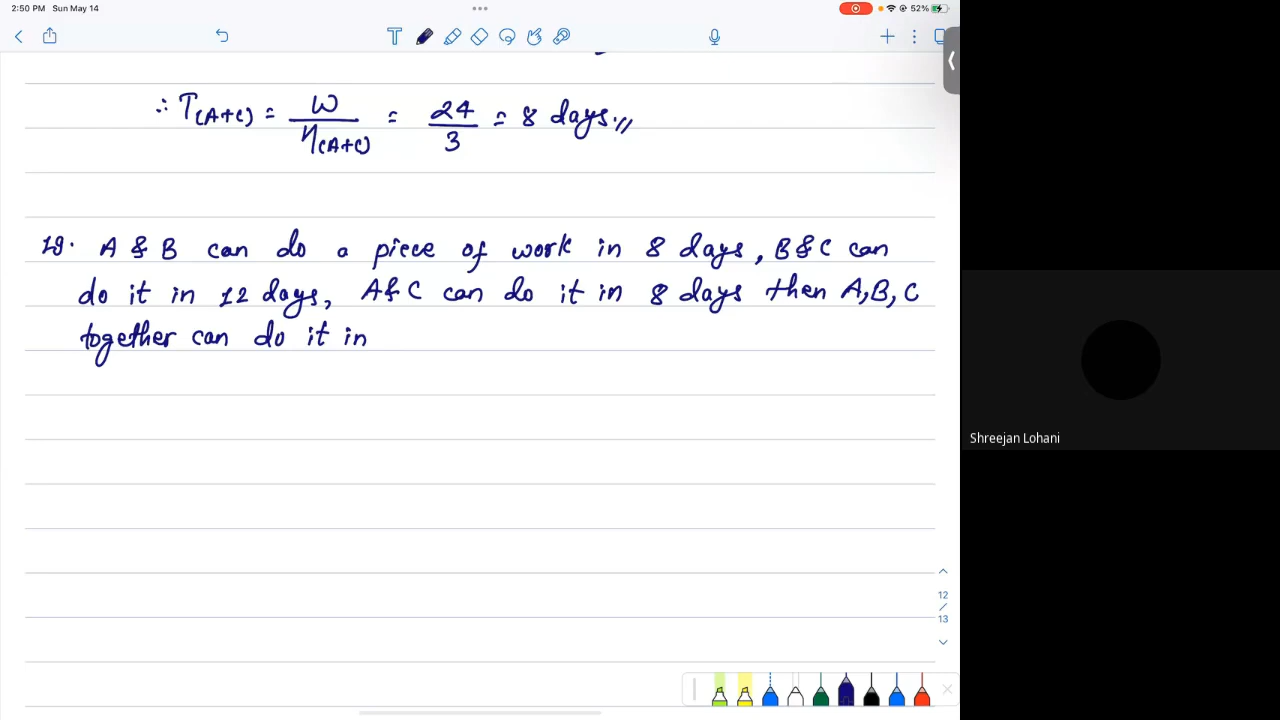 2:50 PM Sun May 14
52%
∴ T(A+C) = W/η(A+C) = 24/3 = 8 days.//
19. A & B can do a piece of work in 8 days, B&C can
do it in 12 days, A&C can do it in 8 days then A, B, C
together can do it in
12
/
13
Shreejan Lohani